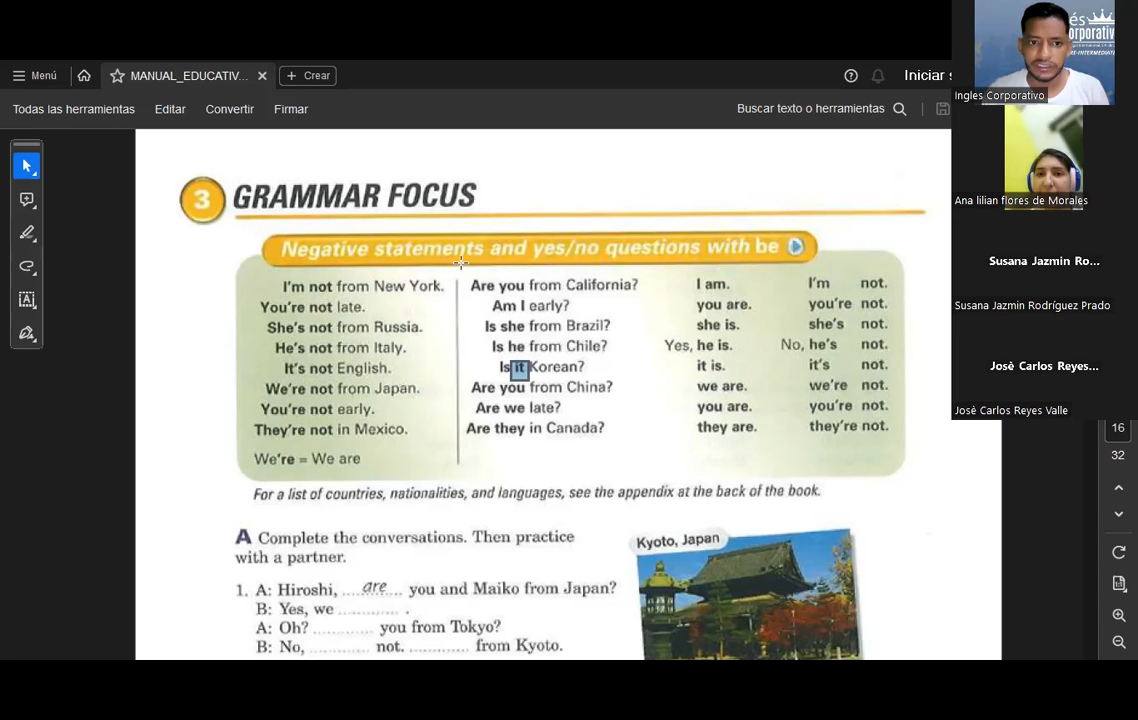 Menú
MANUAL_EDUCATIV...
Crear
Iniciar s
Todas las herramientas
Editar
Convertir
Firmar
Buscar texto o herramientas
3 GRAMMAR FOCUS
Negative statements and yes/no questions with be
I'm not from New York.
You're not late.
She's not from Russia.
He's not from Italy.
It's not English.
We're not from Japan.
You're not early.
They're not in Mexico.
We're = We are
Are you from California?
Am I early?
Is she from Brazil?
Is he from Chile?
Is it Korean?
Are you from China?
Are we late?
Are they in Canada?
I am.
you are.
she is.
Yes, he is.
it is.
we are.
you are.
they are.
I'm not.
you're not.
she's not.
No, he's not.
it's not.
we're not.
you're not.
they're not.
For a list of countries, nationalities, and languages, see the appendix at the back of the book.
A Complete the conversations. Then practice
with a partner.
1. A: Hiroshi, ....are.... you and Maiko from Japan?
B: Yes, we ............... .
A: Oh? ............... you from Tokyo?
B: No, ............... not. ............... from Kyoto.
Kyoto, Japan
és
orporativ
RE-INTERMEDIATE
Ingles Corporativo
Ana lilian flores de Morales
Susana Jazmin Ro...
Susana Jazmin Rodríguez Prado
Josè Carlos Reyes...
Josè Carlos Reyes Valle
16
32